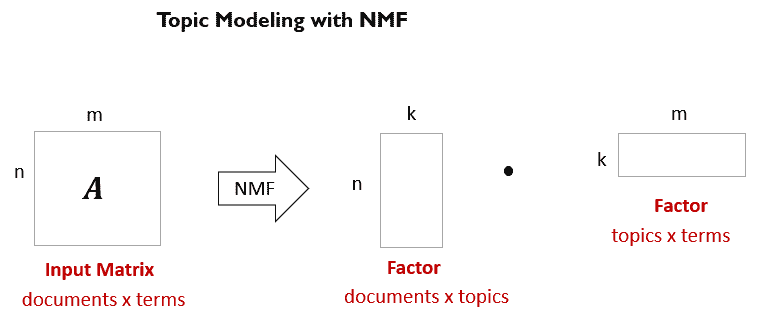 Topic Modeling with NMF
m
n
A
Input Matrix
documents x terms
NMF
k
n
Factor
documents x topics
m
k
Factor
topics x terms